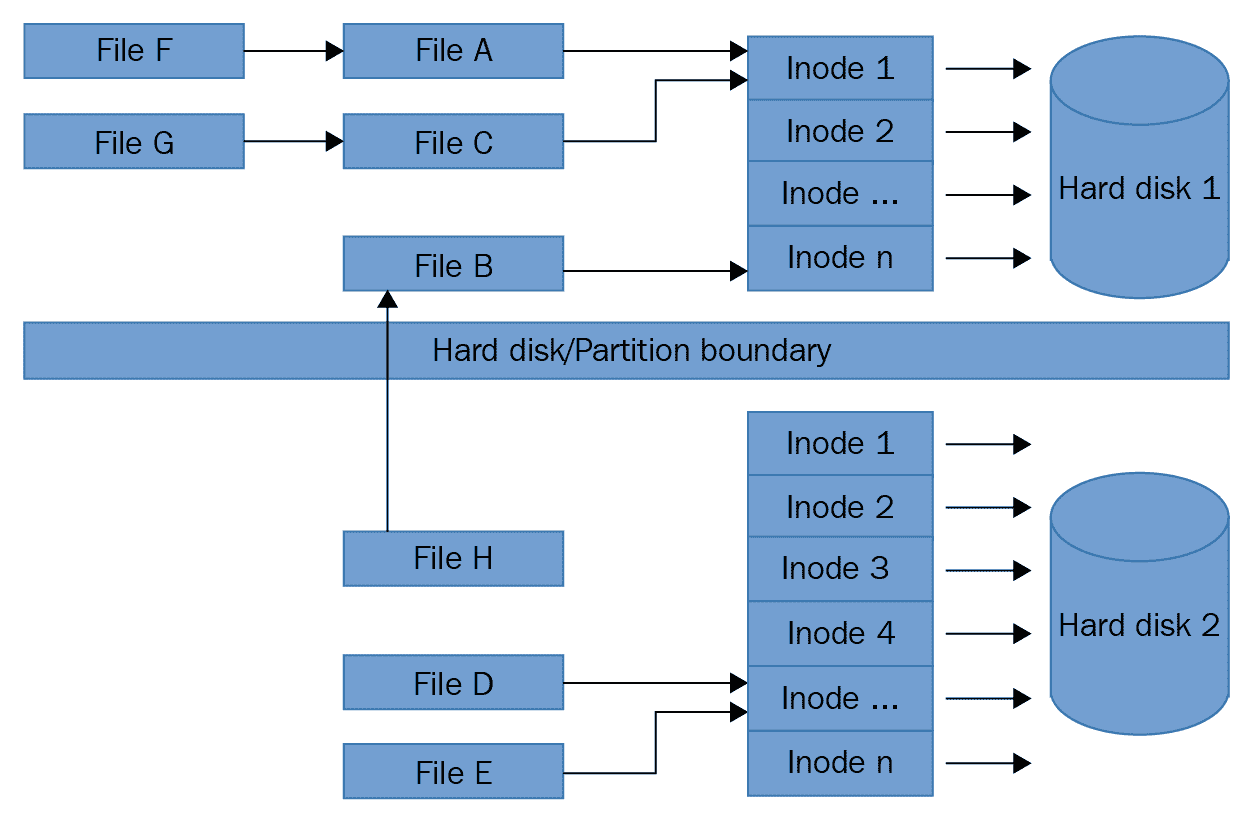 File F
File A
Inode 1
File G
File C
Inode 2
Hard disk 1
Inode ...
File B
Inode n
Hard disk/Partition boundary
Inode 1
Inode 2
File H
Inode 3
Inode 4
Hard disk 2
File D
Inode ...
File E
Inode n